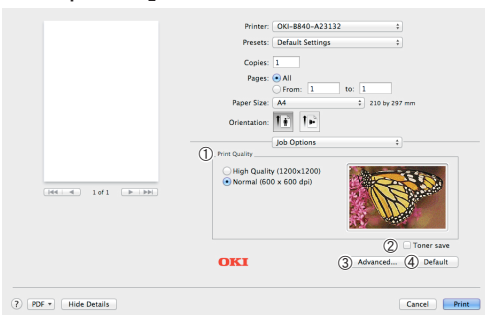 Printer: OKI-B840-A23132
Presets: Default Settings
Copies: 1
Pages: All
From: 1 to: 1
Paper Size: A4 210 by 297 mm
Orientation:
Job Options
① Print Quality
High Quality (1200x1200)
Normal (600 x 600 dpi)
1 of 1
② Toner save
OKI ③ Advanced... ④ Default
? PDF Hide Details Cancel Print